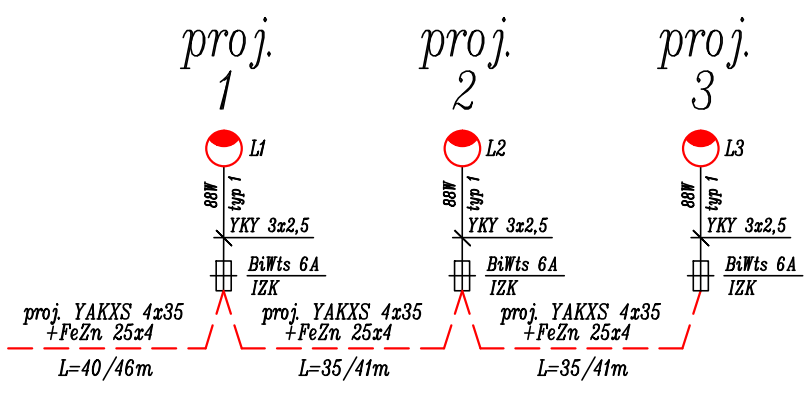 proj.
1
proj.
2
proj.
3
L1
L2
L3
88W
typ 1
88W
typ 1
88W
typ 1
YKY 3x2,5
YKY 3x2,5
YKY 3x2,5
BiWts 6A
IZK
BiWts 6A
IZK
BiWts 6A
IZK
proj. YAKXS 4x35
+FeZn 25x4
L=40/46m
proj. YAKXS 4x35
+FeZn 25x4
L=35/41m
proj. YAKXS 4x35
+FeZn 25x4
L=35/41m